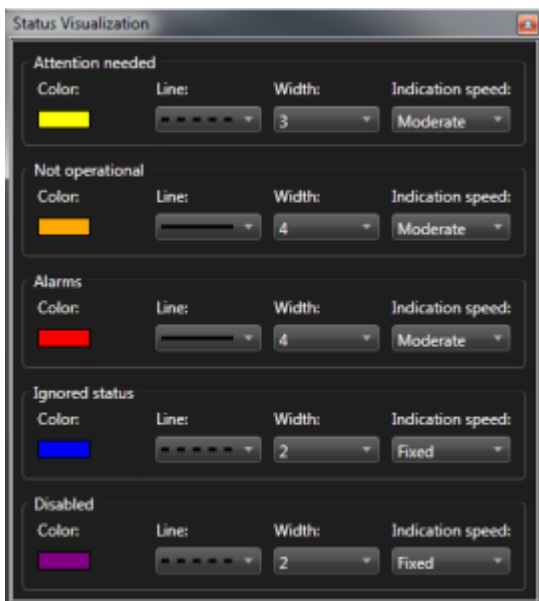 Status Visualization
Attention needed
Color: Line: Width: Indication speed:
3 Moderate
Not operational
Color: Line: Width: Indication speed:
4 Moderate
Alarms
Color: Line: Width: Indication speed:
4 Moderate
Ignored status
Color: Line: Width: Indication speed:
2 Fixed
Disabled
Color: Line: Width: Indication speed:
2 Fixed